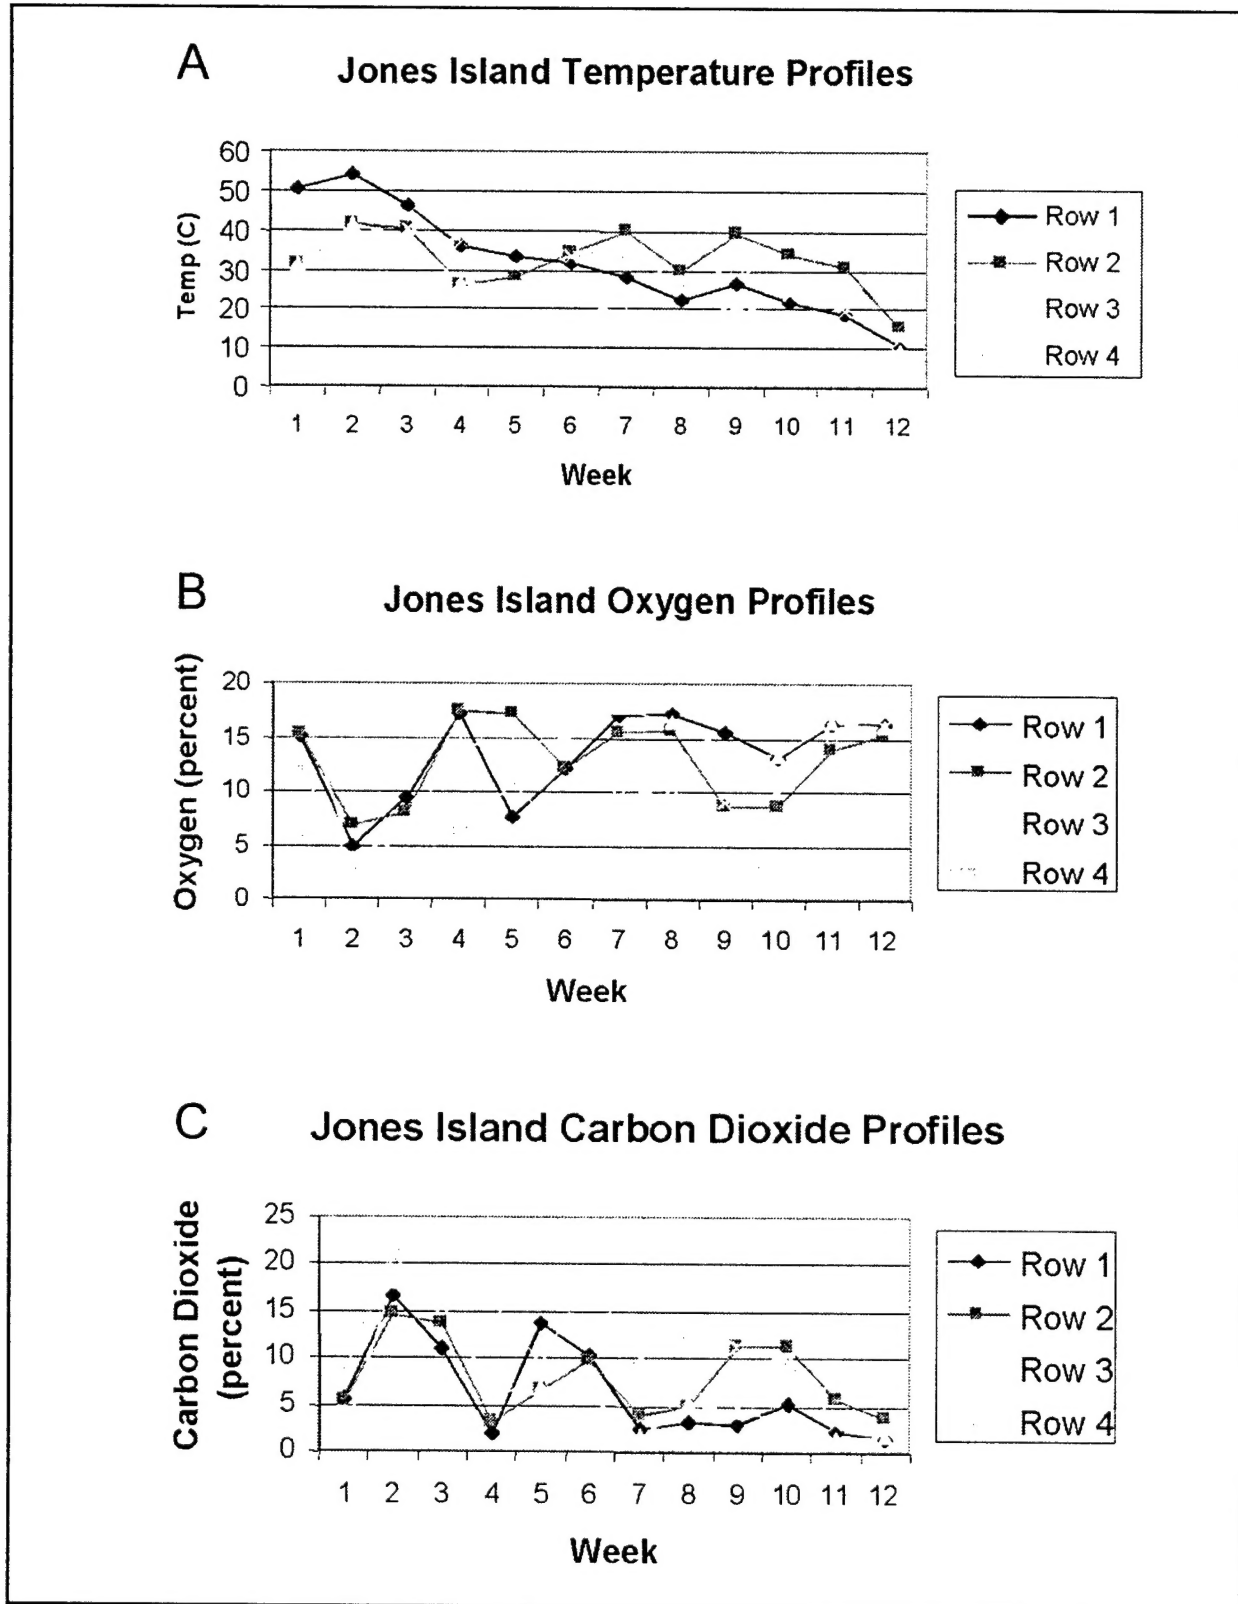 A
Jones Island Temperature Profiles
60
50
40
30
20
10
0
Temp (C)
1 2 3 4 5 6 7 8 9 10 11 12
Week
Row 1
Row 2
Row 3
Row 4
B
Jones Island Oxygen Profiles
20
15
10
5
0
Oxygen (percent)
1 2 3 4 5 6 7 8 9 10 11 12
Week
Row 1
Row 2
Row 3
Row 4
C
Jones Island Carbon Dioxide Profiles
25
20
15
10
5
0
Carbon Dioxide
(percent)
1 2 3 4 5 6 7 8 9 10 11 12
Week
Row 1
Row 2
Row 3
Row 4